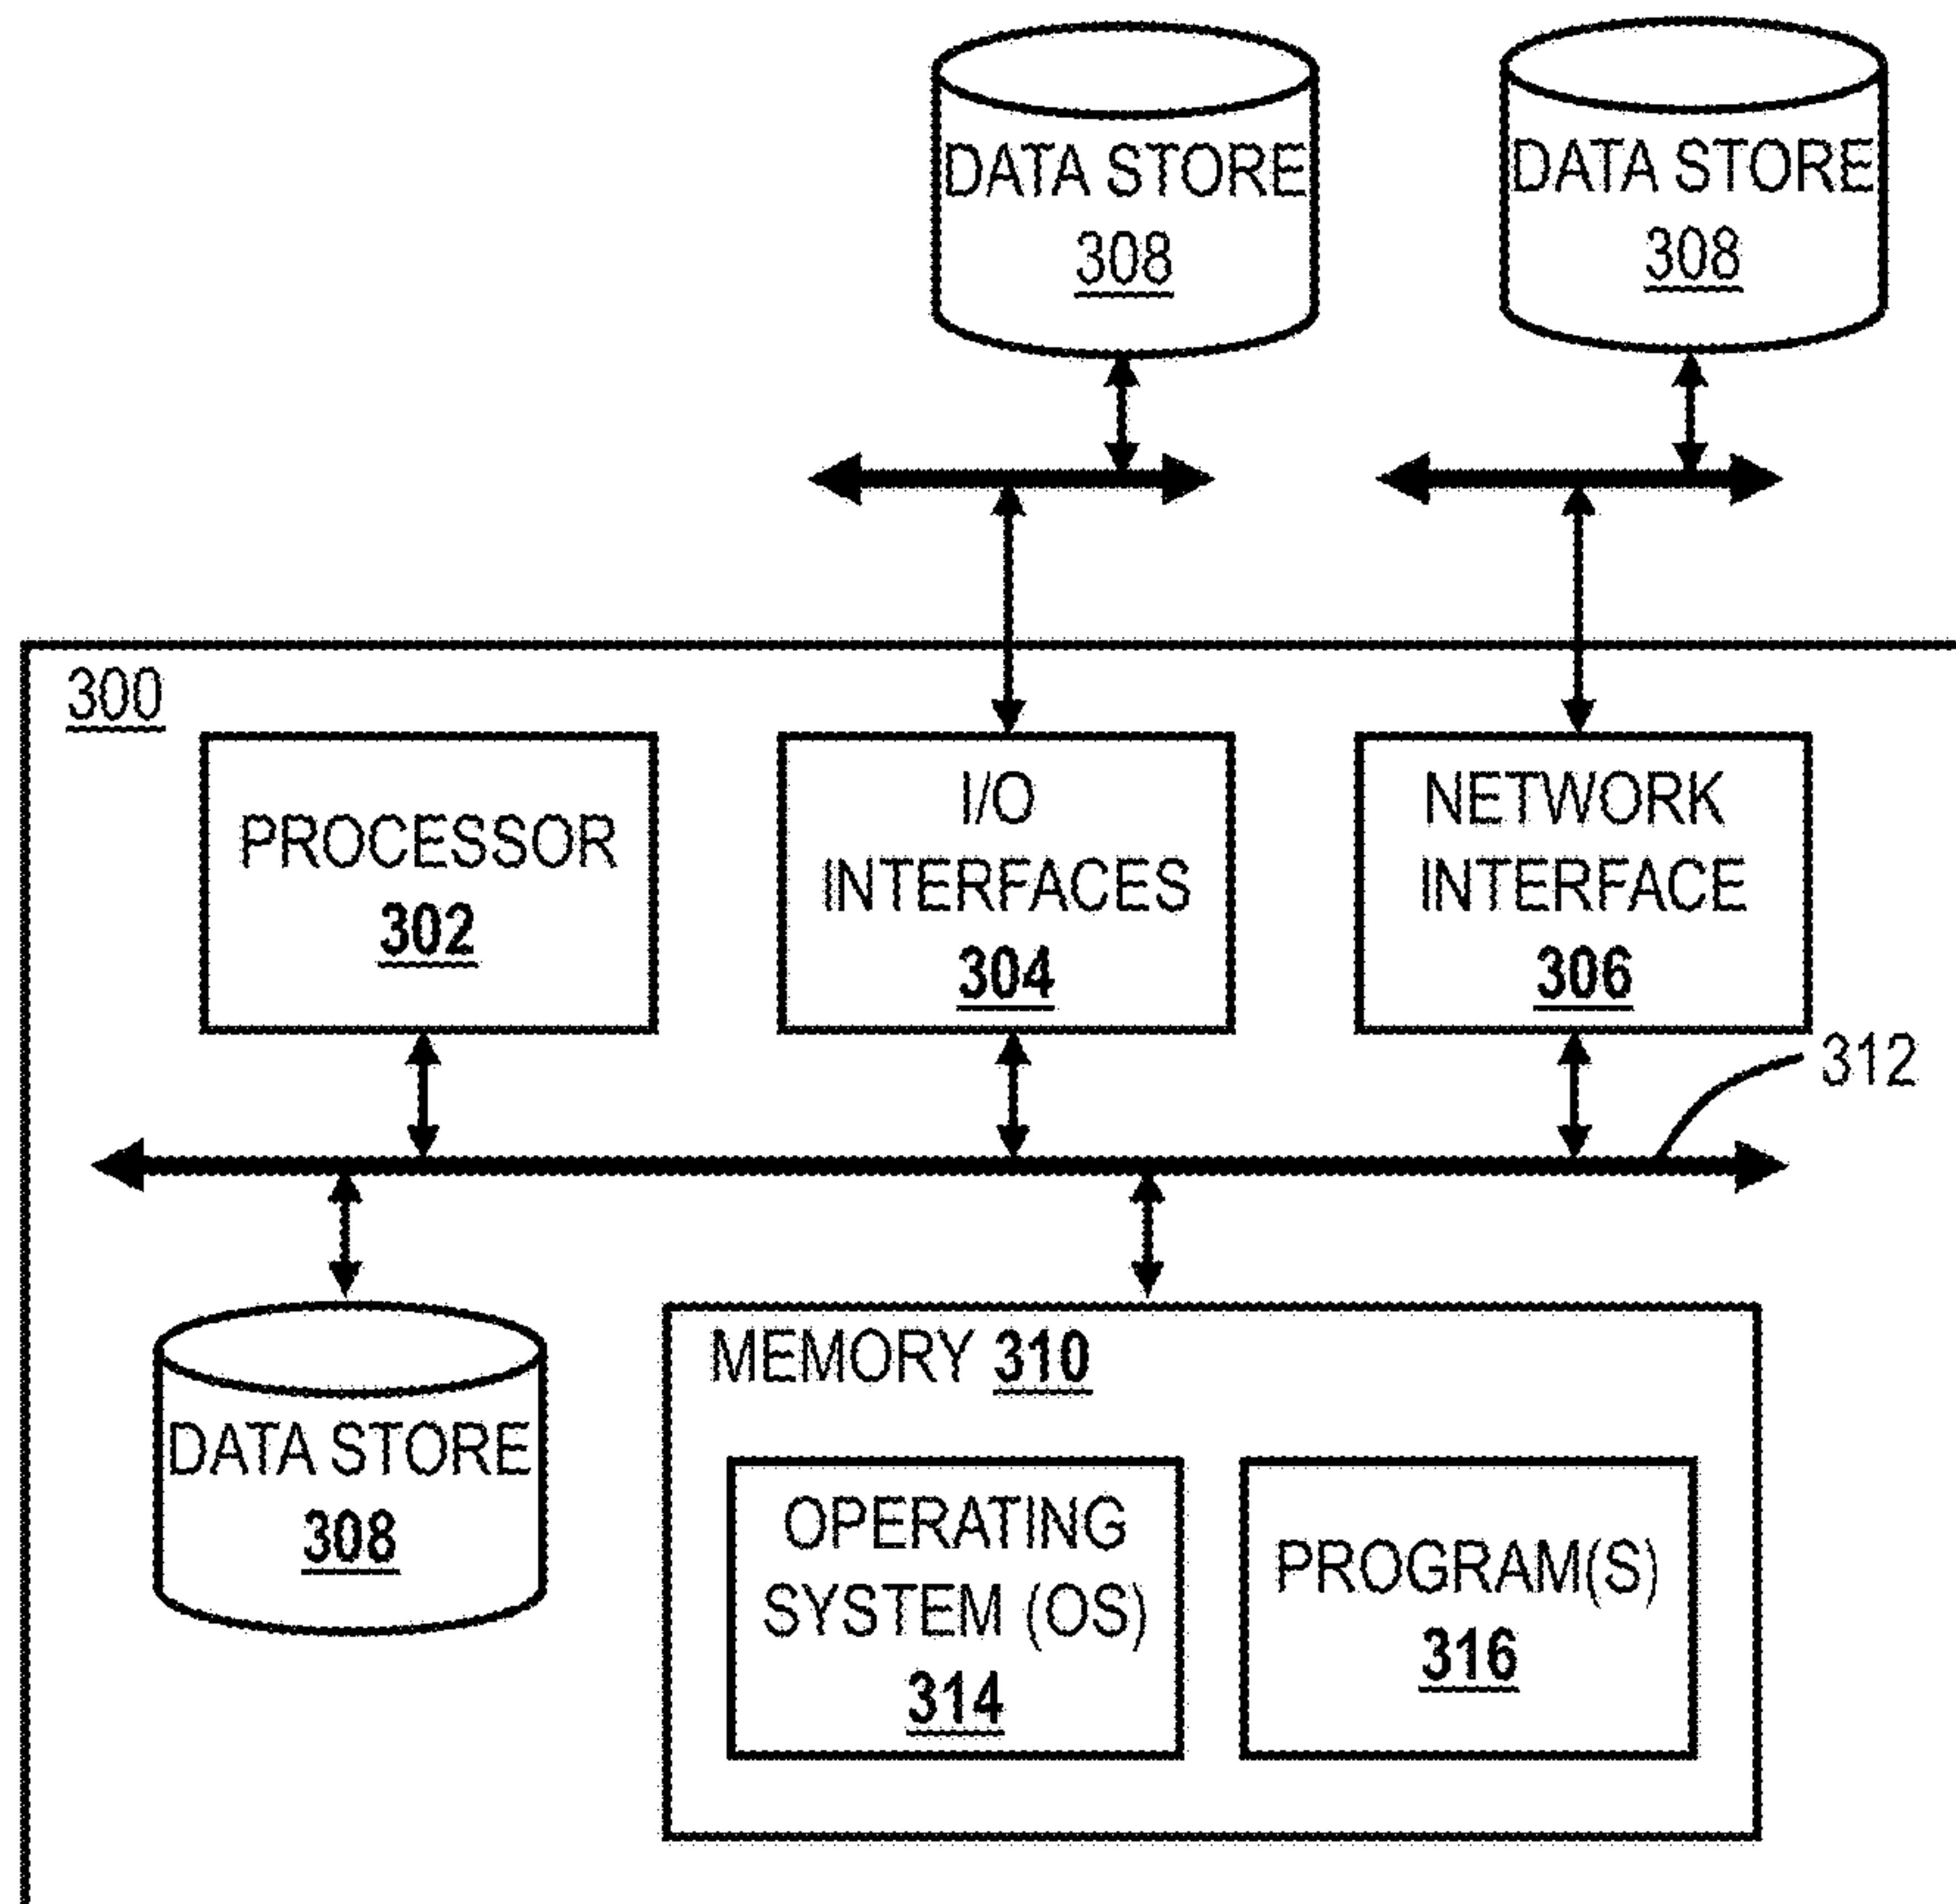 DATA STORE
308
DATA STORE
308
300
PROCESSOR
302
I/O
INTERFACES
304
NETWORK
INTERFACE
306
312
DATA STORE
308
MEMORY 310
OPERATING
SYSTEM (OS)
314
PROGRAM(S)
316